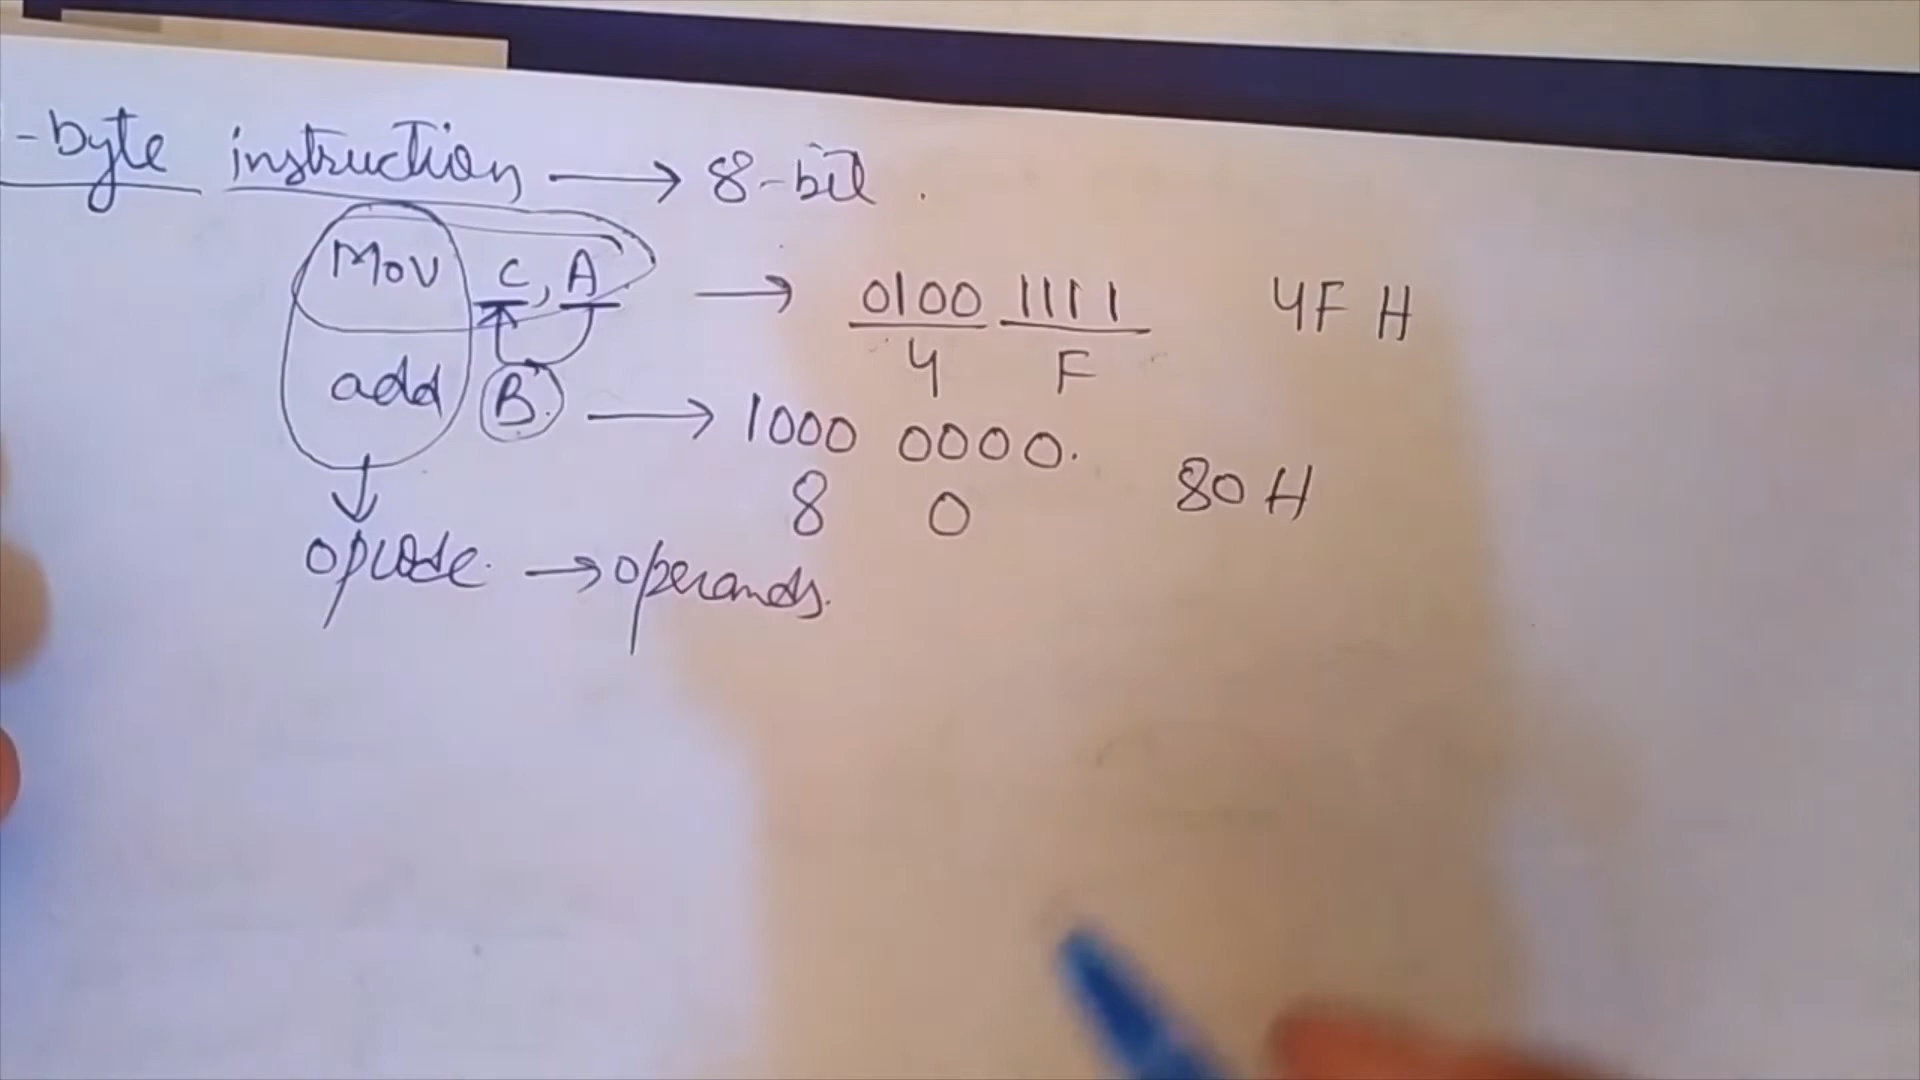 -byte instruction → 8-bit.
Mov C, A → 0100 1111 4F H
4 F
add B. → 1000 0000.
8 0 80 H
opcode. → operands.